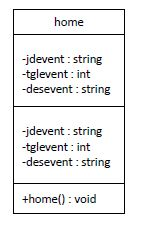 home
-jdevent : string
-tglevent : int
-desevent : string
-jdevent : string
-tglevent : int
-desevent : string
+home() : void